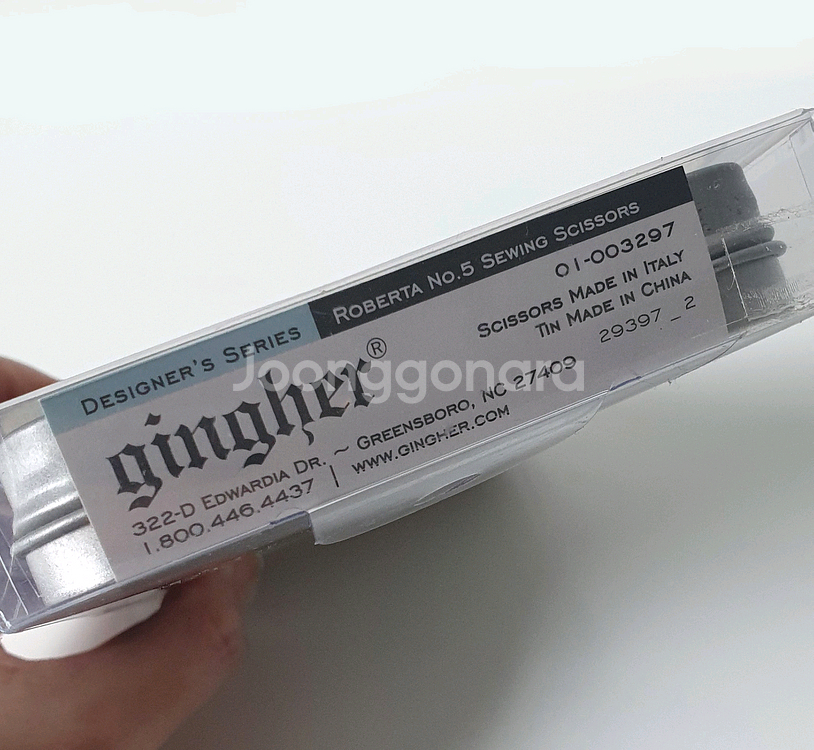 DESIGNER'S SERIES
ROBERTA NO.5 SEWING SCISSORS
gingher®
01-003297
SCISSORS MADE IN ITALY
TIN MADE IN CHINA
29397_2
322-D EDWARDIA DR. ~ GREENSBORO, NC 27409
1.800.446.4437 | WWW.GINGHER.COM
Joonggonara